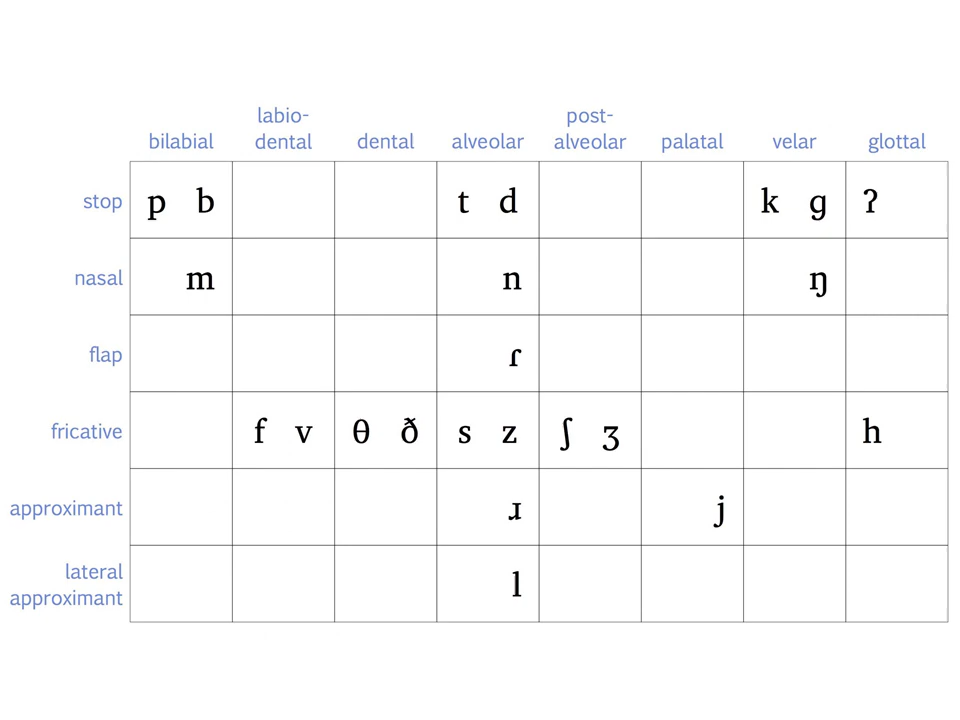 labio-
post-
bilabial dental dental alveolar alveolar palatal velar glottal
stop p b t d k ɡ ʔ
nasal m n ŋ
flap ɾ
fricative f v θ ð s z ʃ ʒ h
approximant ɹ j
lateral
approximant l